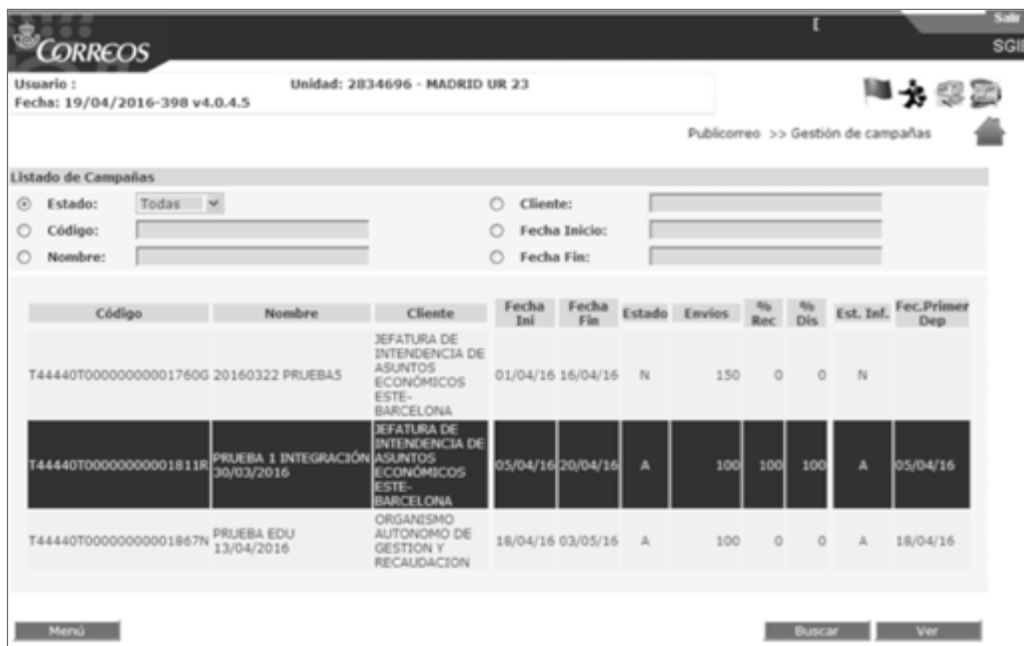 Salir
CORREOS
SGIE
Usuario : Unidad: 2834696 - MADRID UR 23
Fecha: 19/04/2016-398 v4.0.4.5
Publicorreo >> Gestión de campañas
Listado de Campañas
Estado: Todas Cliente:
Código: Fecha Inicio:
Nombre: Fecha Fin:
Código Nombre Cliente Fecha Ini Fecha Fin Estado Envíos % Rec % Dis Est. Inf. Fec.Primer Dep
JEFATURA DE
INTENDENCIA DE
ASUNTOS
T44440T00000000001760G 20160322 PRUEBA5 ECONÓMICOS 01/04/16 16/04/16 N 150 0 0 N
ESTE-
BARCELONA
JEFATURA DE
INTENDENCIA DE
T44440T00000000001811R PRUEBA 1 INTEGRACIÓN ASUNTOS 05/04/16 20/04/16 A 100 100 100 A 05/04/16
30/03/2016 ECONÓMICOS
ESTE-
BARCELONA
ORGANISMO
T44440T00000000001867N PRUEBA EDU AUTONOMO DE 18/04/16 03/05/16 A 100 0 0 A 18/04/16
13/04/2016 GESTION Y
RECAUDACION
Menú Buscar Ver